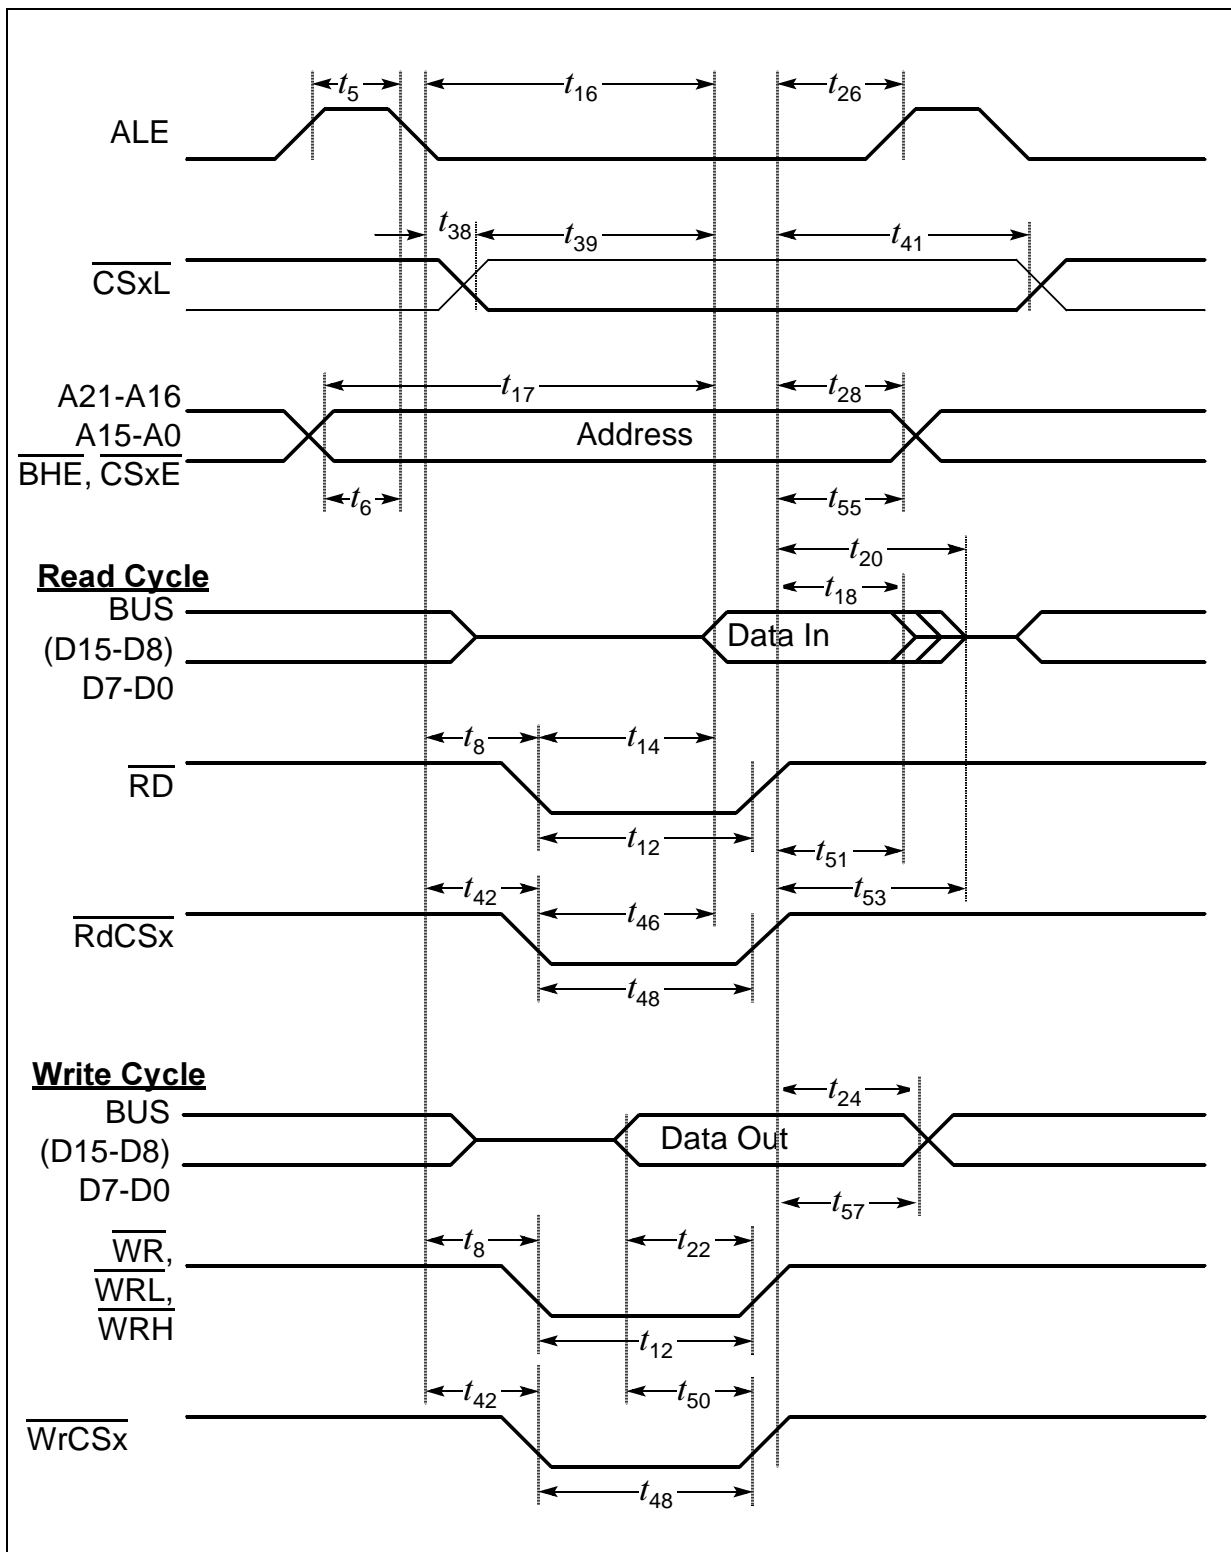 t5
t16
t26
ALE
t38
t39
t41
CSxL
A21-A16
t17
t28
A15-A0
Address
BHE, CSxE
t6
t55
t20
Read Cycle
t18
BUS
Data In
(D15-D8)
D7-D0
t8
t14
RD
t12
t51
t42
t53
t46
RdCSx
t48
Write Cycle
t24
BUS
(D15-D8)
Data Out
D7-D0
t57
WR,
t8
t22
WRL,
WRH
t12
t42
t50
WrCSx
t48